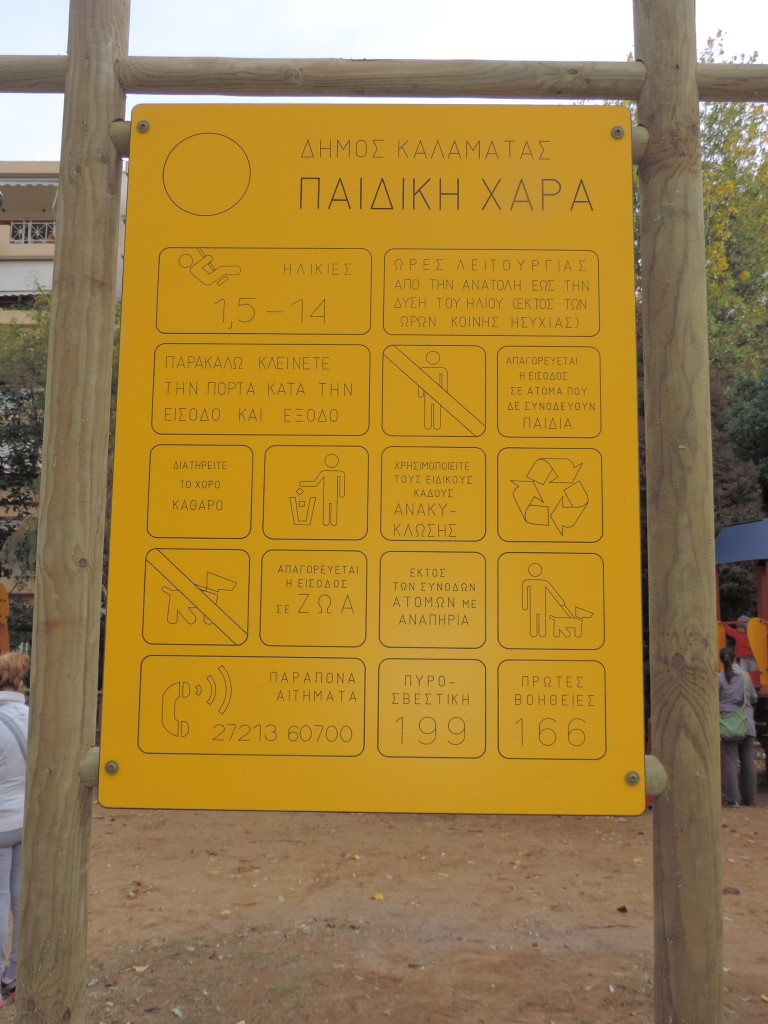 ΔΗΜΟΣ ΚΑΛΑΜΑΤΑΣ
ΠΑΙΔΙΚΗ ΧΑΡΑ
ΗΛΙΚΙΕΣ
1,5 – 14
ΩΡΕΣ ΛΕΙΤΟΥΡΓΙΑΣ
ΑΠΟ ΤΗΝ ΑΝΑΤΟΛΗ ΕΩΣ ΤΗΝ
ΔΥΣΗ ΤΟΥ ΗΛΙΟΥ (ΕΚΤΟΣ ΤΩΝ
ΩΡΩΝ ΚΟΙΝΗΣ ΗΣΥΧΙΑΣ)
ΠΑΡΑΚΑΛΩ ΚΛΕΙΝΕΤΕ
ΤΗΝ ΠΟΡΤΑ ΚΑΤΑ ΤΗΝ
ΕΙΣΟΔΟ ΚΑΙ ΕΞΟΔΟ
ΑΠΑΓΟΡΕΥΕΤΑΙ
Η ΕΙΣΟΔΟΣ
ΣΕ ΑΤΟΜΑ ΠΟΥ
ΔΕ ΣΥΝΟΔΕΥΟΥΝ
ΠΑΙΔΙΑ
ΔΙΑΤΗΡΕΙΤΕ
ΤΟ ΧΩΡΟ
ΚΑΘΑΡΟ
ΧΡΗΣΙΜΟΠΟΙΕΙΤΕ
ΤΟΥΣ ΕΙΔΙΚΟΥΣ
ΚΑΔΟΥΣ
ΑΝΑΚΥ-
ΚΛΩΣΗΣ
ΑΠΑΓΟΡΕΥΕΤΑΙ
Η ΕΙΣΟΔΟΣ
ΣΕ ΖΩΑ
ΕΚΤΟΣ
ΤΩΝ ΣΥΝΟΔΩΝ
ΑΤΟΜΩΝ ΜΕ
ΑΝΑΠΗΡΙΑ
ΠΑΡΑΠΟΝΑ
ΑΙΤΗΜΑΤΑ
27213 60700
ΠΥΡΟ-
ΣΒΕΣΤΙΚΗ
199
ΠΡΩΤΕΣ
ΒΟΗΘΕΙΕΣ
166